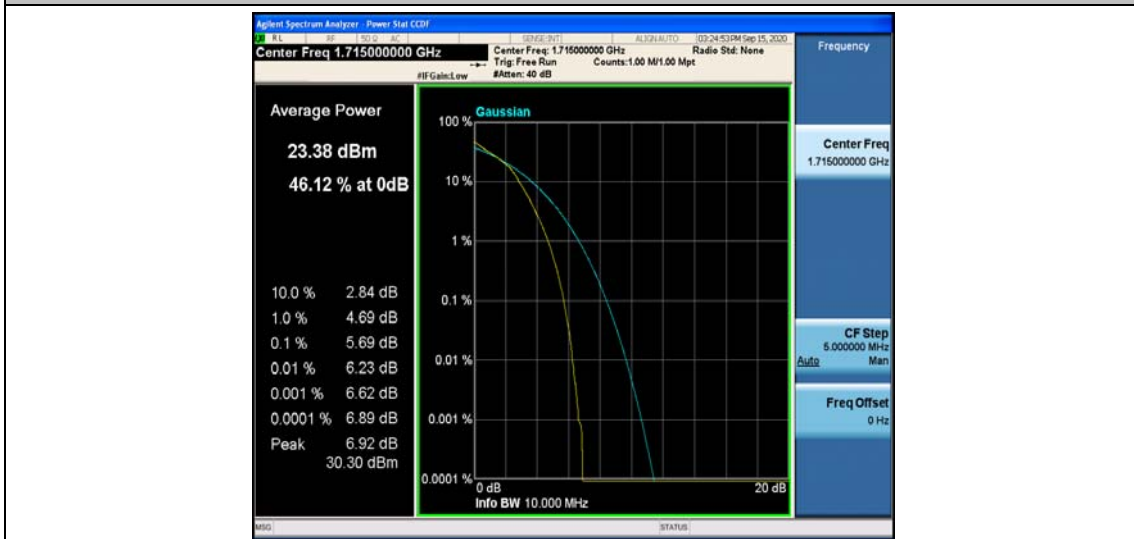 Agilent Spectrum Analyzer - Power Stat CCDF
RL RF 50 Ω AC SENSE:INT ALIGN AUTO 03:24:53 PM Sep 15, 2020
Center Freq 1.715000000 GHz
Center Freq: 1.715000000 GHz Radio Std: None
Trig: Free Run Counts:1.00 M/1.00 Mpt
#IFGain:Low #Atten: 40 dB
Frequency
Average Power
23.38 dBm
46.12 % at 0dB
10.0 % 2.84 dB
1.0 % 4.69 dB
0.1 % 5.69 dB
0.01 % 6.23 dB
0.001 % 6.62 dB
0.0001 % 6.89 dB
Peak 6.92 dB
30.30 dBm
Gaussian
100 %
10 %
1 %
0.1 %
0.01 %
0.001 %
0.0001 %
0 dB 20 dB
Info BW 10.000 MHz
Center Freq
1.715000000 GHz
CF Step
5.000000 MHz
Auto Man
Freq Offset
0 Hz
MSG STATUS